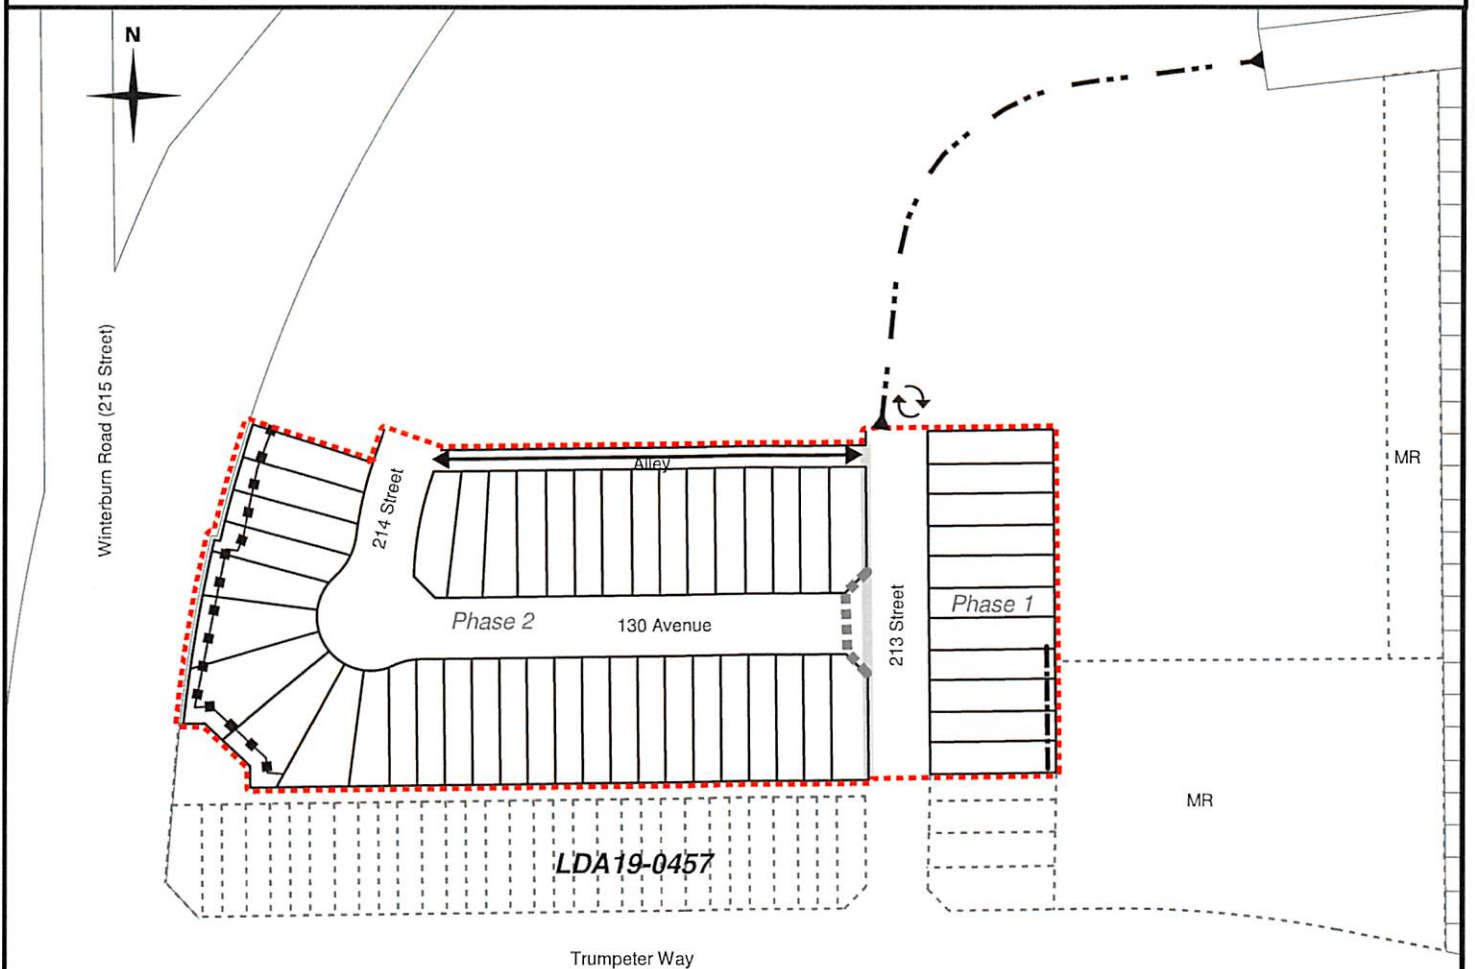 N
Winterburn Road (215 Street)
MR
Alley
214 Street
Phase 2
130 Avenue
213 Street
Phase 1
MR
LDA19-0457
Trumpeter Way